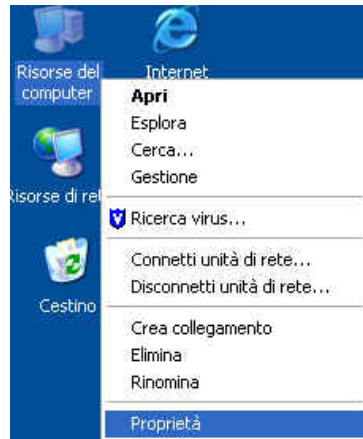 Risorse del
computer
Internet
Risorse di ret
Cestino
Apri
Esplora
Cerca...
Gestione
Ricerca virus...
Connetti unità di rete...
Disconnetti unità di rete...
Crea collegamento
Elimina
Rinomina
Proprietà